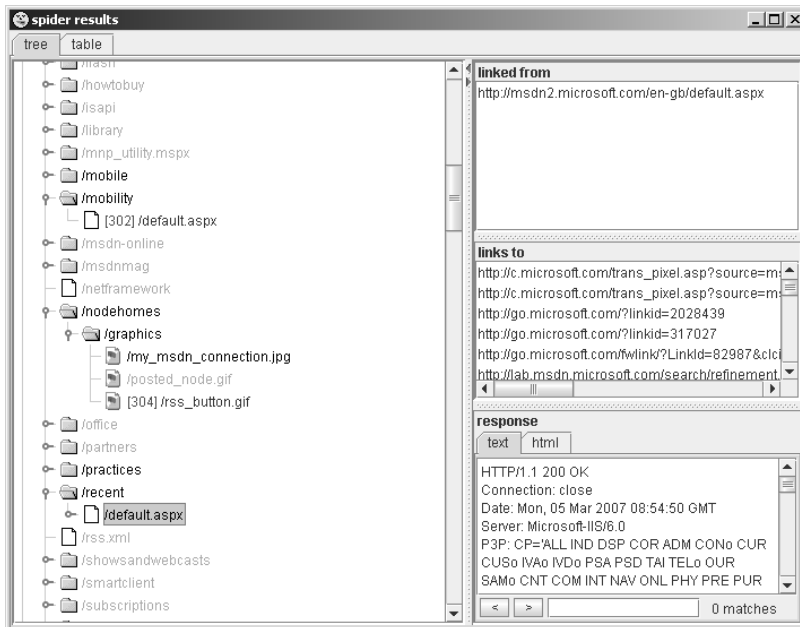 spider results
tree table
/flash
/howtobuy
/isapi
/library
/mnp_utility.mspx
/mobile
/mobility
[302] /default.aspx
/msdn-online
/msdnmag
/netframework
/nodehomes
/graphics
/my_msdn_connection.jpg
/posted_node.gif
[304] /rss_button.gif
/office
/partners
/practices
/recent
/default.aspx
/rss.xml
/showsandwebcasts
/smartclient
/subscriptions
linked from
http://msdn2.microsoft.com/en-gb/default.aspx
links to
http://c.microsoft.com/trans_pixel.asp?source=m
http://c.microsoft.com/trans_pixel.asp?source=m
http://go.microsoft.com/?linkid=2028439
http://go.microsoft.com/?linkid=317027
http://go.microsoft.com/fwlink/?LinkId=82987&clci
http://lab.msdn.microsoft.com/search/refinement.
response
text html
HTTP/1.1 200 OK
Connection: close
Date: Mon, 05 Mar 2007 08:54:50 GMT
Server: Microsoft-IIS/6.0
P3P: CP='ALL IND DSP COR ADM CONo CUR
CUSo IVAo IVDo PSA PSD TAI TELo OUR
SAMo CNT COM INT NAV ONL PHY PRE PUR
< > 0 matches